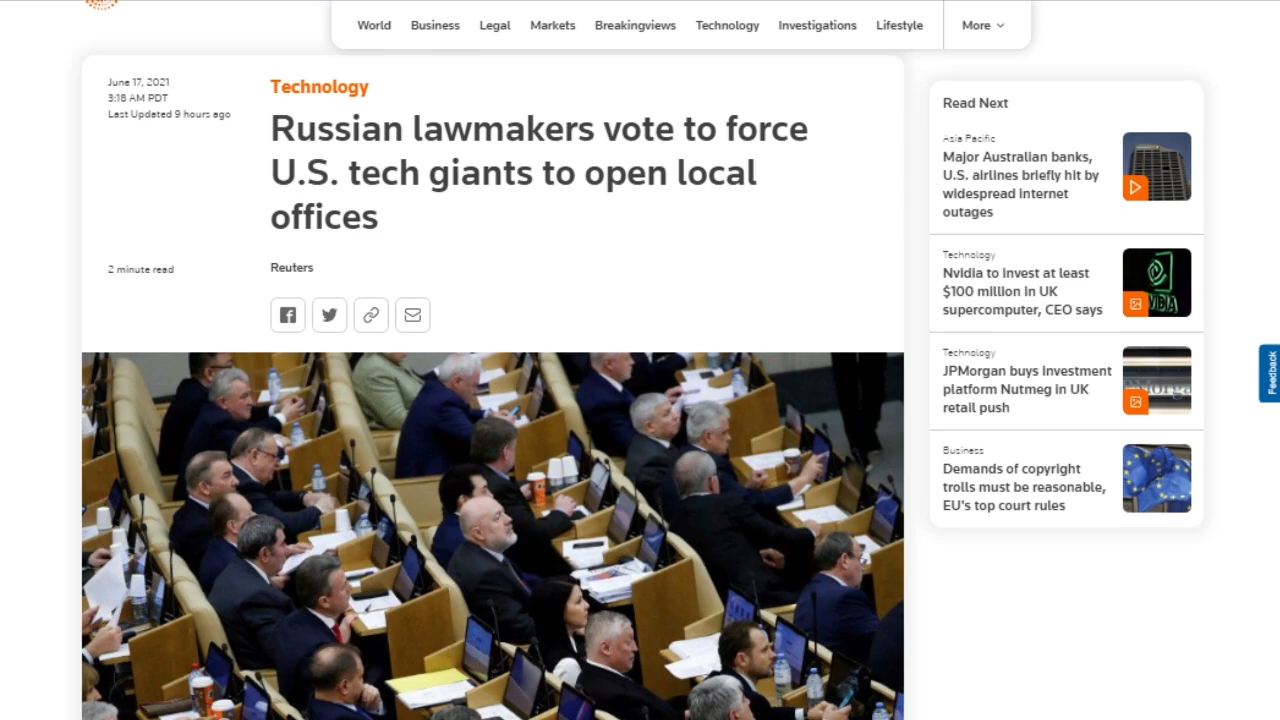 World Business Legal Markets Breakingviews Technology Investigations Lifestyle More
June 17, 2021
3:18 AM PDT
Last Updated 9 hours ago
Technology
Russian lawmakers vote to force
U.S. tech giants to open local
offices
2 minute read
Reuters
Read Next
Asia Pacific
Major Australian banks,
U.S. airlines briefly hit by
widespread internet
outages
Technology
Nvidia to invest at least
$100 million in UK
supercomputer, CEO says
Technology
JPMorgan buys investment
platform Nutmeg in UK
retail push
Business
Demands of copyright
trolls must be reasonable,
EU's top court rules
Feedback